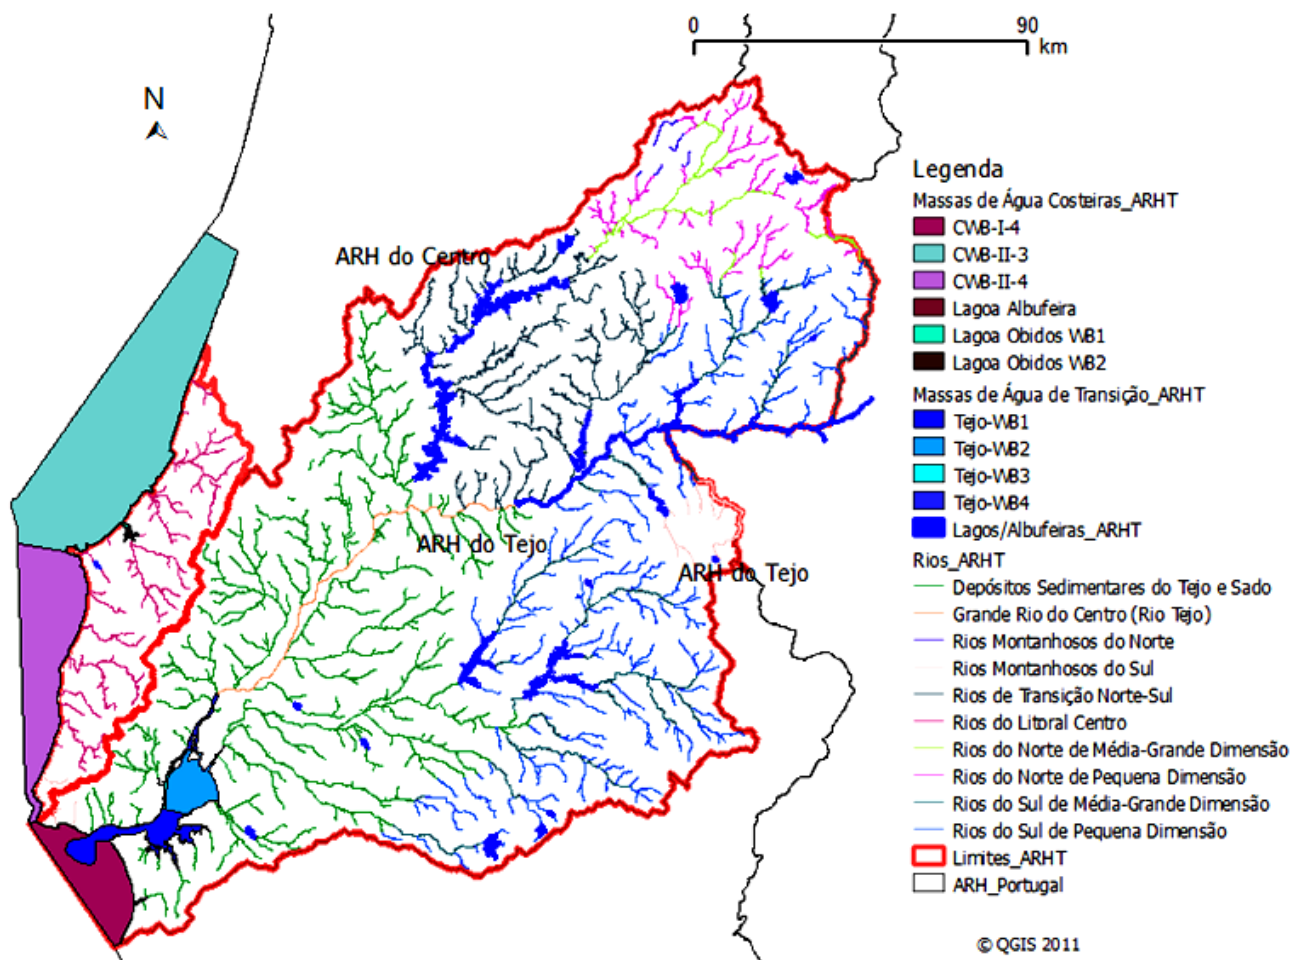 0 90
km
N
ARH do Centro
ARH do Tejo
ARH do Tejo
Legenda
Massas de Água Costeiras_ARHT
CWB-I-4
CWB-II-3
CWB-II-4
Lagoa Albufeira
Lagoa Obidos WB1
Lagoa Obidos WB2
Massas de Água de Transição_ARHT
Tejo-WB1
Tejo-WB2
Tejo-WB3
Tejo-WB4
Lagos/Albufeiras_ARHT
Rios_ARHT
Depósitos Sedimentares do Tejo e Sado
Grande Rio do Centro (Rio Tejo)
Rios Montanhosos do Norte
Rios Montanhosos do Sul
Rios de Transição Norte-Sul
Rios do Litoral Centro
Rios do Norte de Média-Grande Dimensão
Rios do Norte de Pequena Dimensão
Rios do Sul de Média-Grande Dimensão
Rios do Sul de Pequena Dimensão
Limites_ARHT
ARH_Portugal
© QGIS 2011